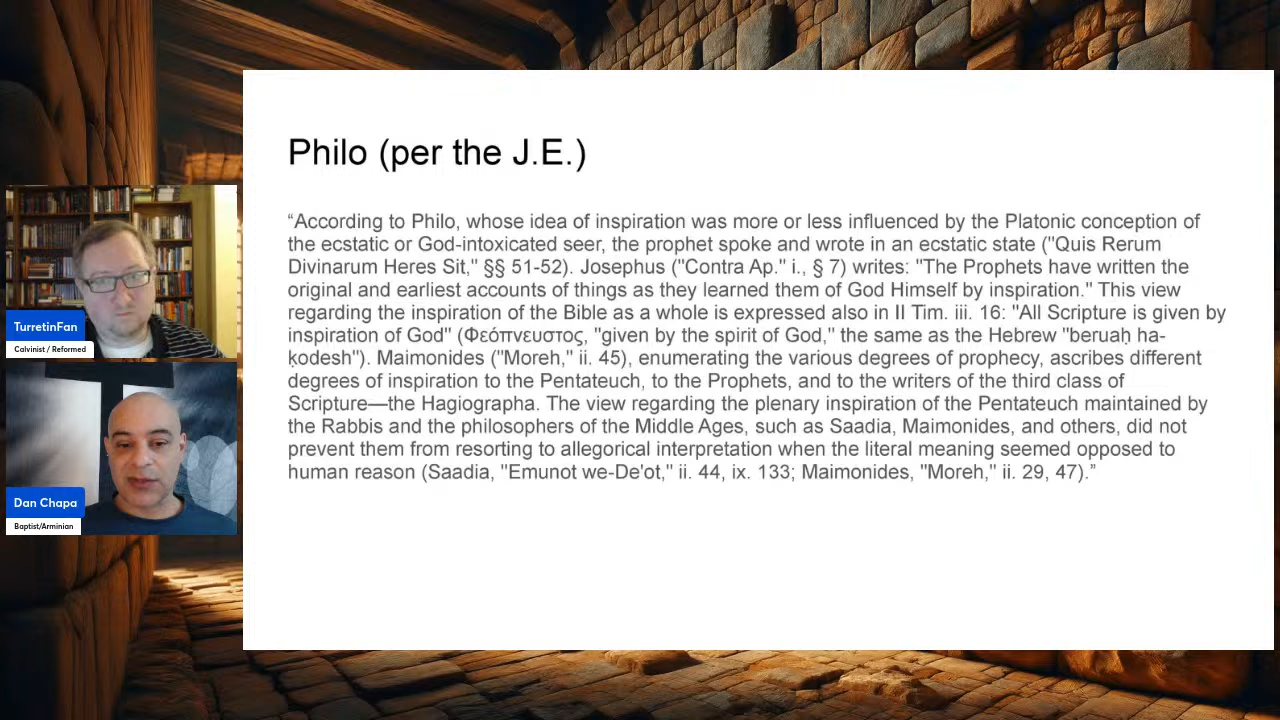 Philo (per the J.E.)
“According to Philo, whose idea of inspiration was more or less influenced by the Platonic conception of
the ecstatic or God-intoxicated seer, the prophet spoke and wrote in an ecstatic state ("Quis Rerum
Divinarum Heres Sit," §§ 51-52). Josephus ("Contra Ap." i., § 7) writes: "The Prophets have written the
original and earliest accounts of things as they learned them of God Himself by inspiration." This view
regarding the inspiration of the Bible as a whole is expressed also in II Tim. iii. 16: "All Scripture is given by
inspiration of God" (Φεόπνευστος, "given by the spirit of God," the same as the Hebrew "beruaḥ ha-
ḳodesh"). Maimonides ("Moreh," ii. 45), enumerating the various degrees of prophecy, ascribes different
degrees of inspiration to the Pentateuch, to the Prophets, and to the writers of the third class of
Scripture—the Hagiographa. The view regarding the plenary inspiration of the Pentateuch maintained by
the Rabbis and the philosophers of the Middle Ages, such as Saadia, Maimonides, and others, did not
prevent them from resorting to allegorical interpretation when the literal meaning seemed opposed to
human reason (Saadia, "Emunot we-De'ot," ii. 44, ix. 133; Maimonides, "Moreh," ii. 29, 47).”
TurretinFan
Calvinist / Reformed
Dan Chapa
Baptist/Arminian